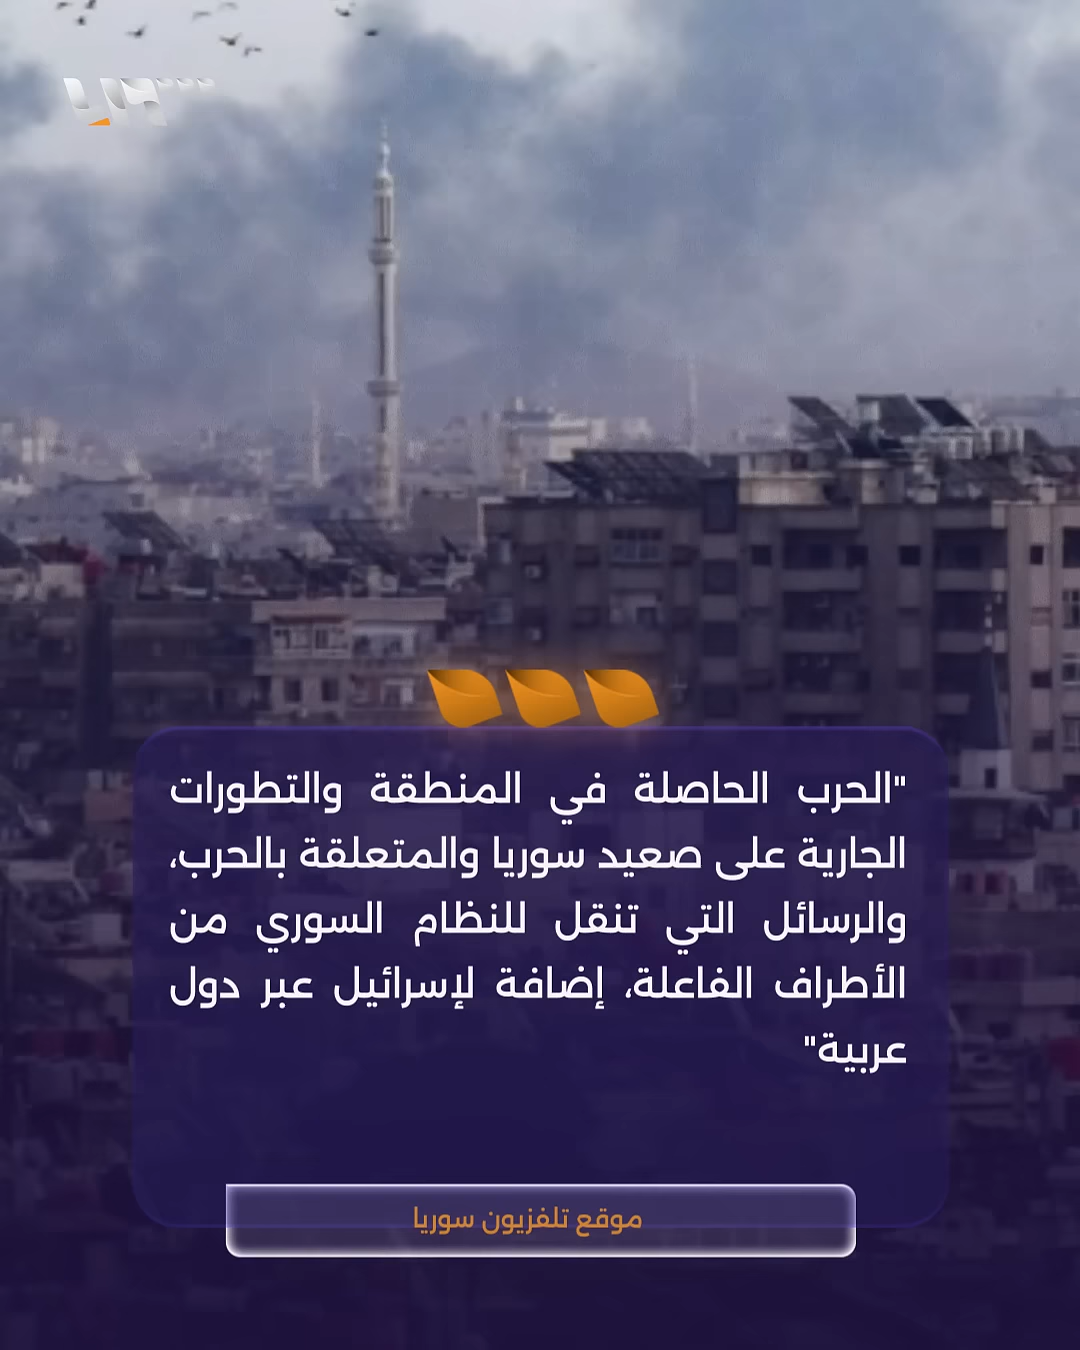 "الحرب الحاصلة في المنطقة والتطورات
الجارية على صعيد سوريا والمتعلقة بالحرب،
والرسائل التي تنقل للنظام السوري من
الأطراف الفاعلة، إضافة لإسرائيل عبر دول
عربية"
موقع تلفزيون سوريا